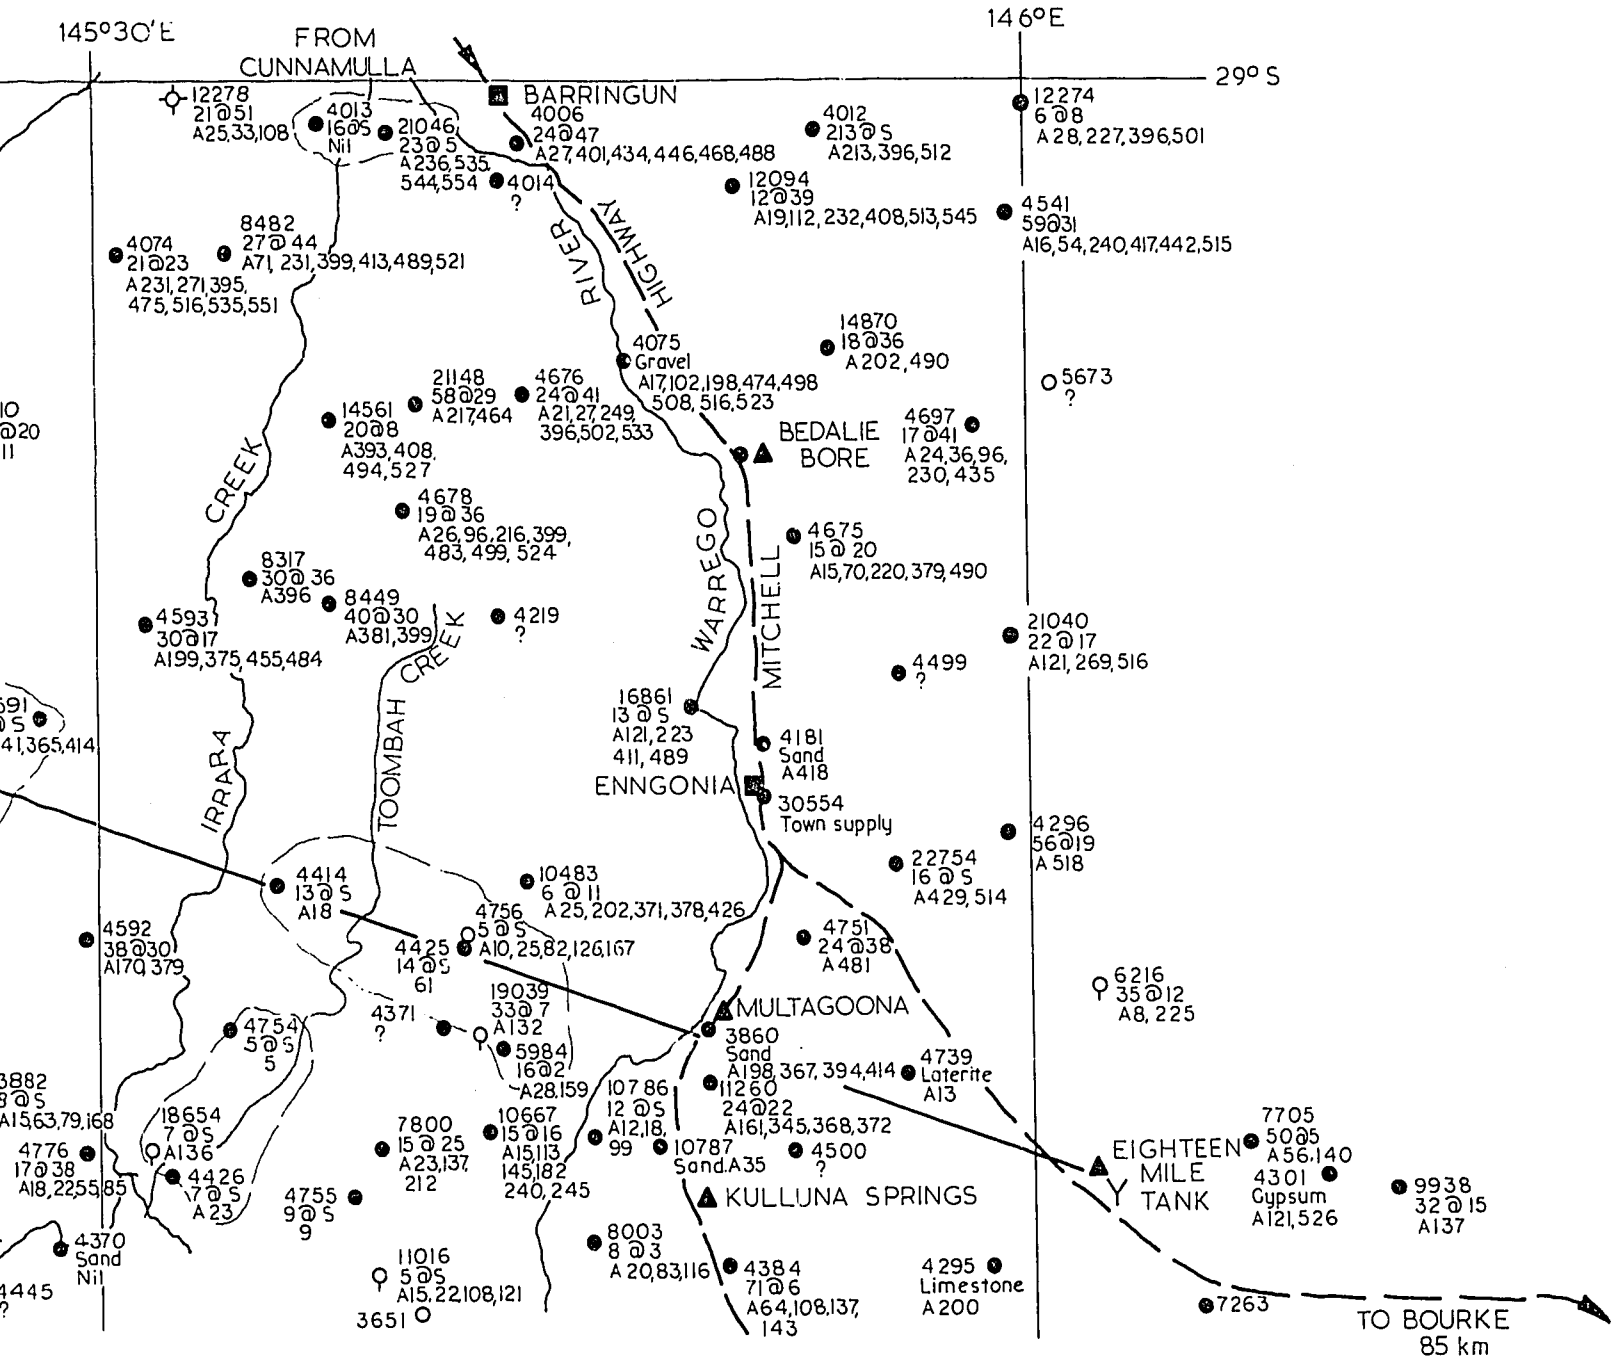 145°30'E
FROM
CUNNAMULLA
146°E
29°S
12278
21@51
A25,33,108
4013
16@S
Nil
21046
23@5
A236,535,
544,554
BARRINGUN
4006
24@47
A27,401,434,446,468,488
4014
?
4012
213@S
A213,396,512
12094
12@39
A19,112,232,408,513,545
12274
6@8
A28,227,396,501
4541
59@31
A16,54,240,417,442,515
4074
21@23
A231,271,395,
475,516,535,551
8482
27@44
A71,231,399,413,489,521
RIVER
HIGHWAY
4075
Gravel
A17,102,198,474,498
508,516,523
14870
18@36
A202,490
5673
?
10
@20
11
14561
20@8
A393,408,
494,527
21148
58@29
A217,464
4676
24@41
A21,27,249,
396,502,533
BEDALIE
BORE
4697
17@41
A24,36,96,
230,435
CREEK
4678
19@36
A26,96,216,399,
483,499,524
WARREGO
MITCHELL
4675
15@20
A15,70,220,379,490
8317
30@36
A396
8449
40@30
A381,399
CREEK
4219
?
4593
30@17
A199,375,455,484
21040
22@17
A121,269,516
4499
?
691
@S
41,365,414
IRRARA
TOOMBAH
16861
13@S
A121,223
411,489
4181
Sand
A418
ENNGONIA
30554
Town supply
4296
56@19
A518
22754
16@S
A429,514
4414
13@S
A18
10483
6@11
A25,202,371,378,426
4756
5@S
A10,25,82,126,167
4425
14@S
61
4592
38@30
A170,379
4751
24@38
A481
6216
35@12
A8,225
4754
5@S
5
4371
?
19039
33@7
A132
5984
16@2
A28,159
MULTAGOONA
3860
Sand
A198,367,394,414
4739
Laterite
A13
3882
8@S
A15,63,79,168
18654
7@S
A136
4776
17@38
A18,22,55,85
4426
7@S
A23
7800
15@25
A23,137,
212
10667
15@16
A15,113
145,182
240,245
10786
12@S
A12,18,
99
11260
24@22
A161,345,368,372
10787
Sand.A35
4500
?
EIGHTEEN
MILE
TANK
7705
50@5
A56,140
4301
Gypsum
A121,526
9938
32@15
A137
4755
9@S
9
KULLUNA SPRINGS
4370
Sand
Nil
4445
?
11016
5@S
A15,22,108,121
3651
8003
8@3
A20,83,116
4384
71@6
A64,108,137,
143
4295
Limestone
A200
7263
TO BOURKE
85 km